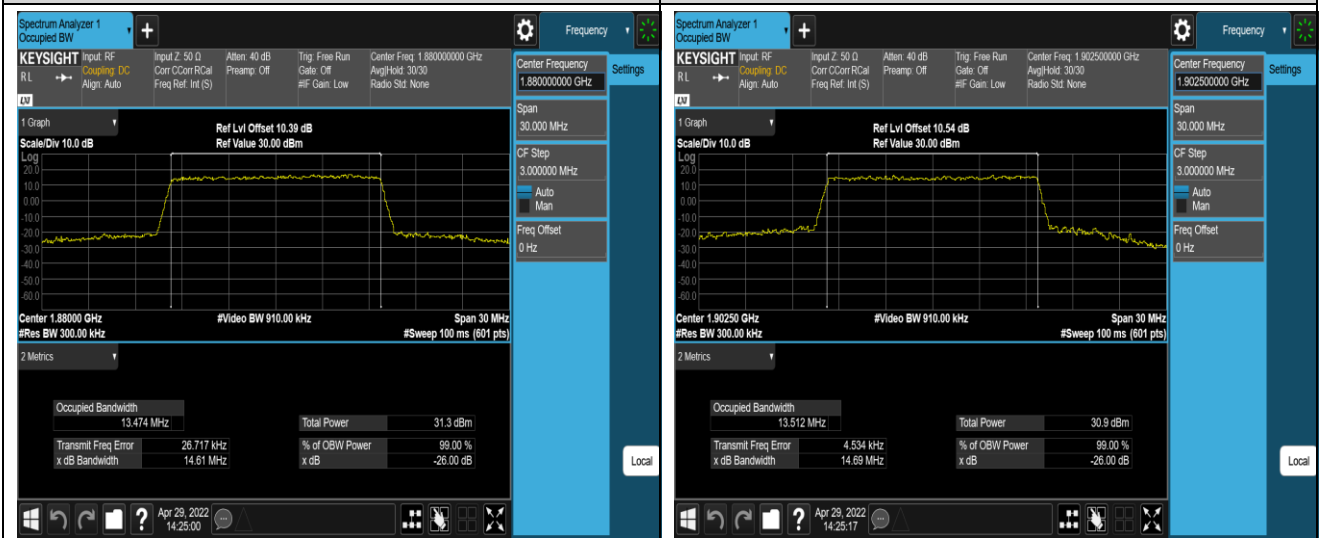 Spectrum Analyzer 1
Occupied BW
+
Frequency
KEYSIGHT
RL
LXI
Input: RF
Coupling: DC
Align: Auto
Input Z: 50 Ω
Corr CCorr RCal
Freq Ref: Int (S)
Atten: 40 dB
Preamp: Off
Trig: Free Run
Gate: Off
#IF Gain: Low
Center Freq: 1.880000000 GHz
Avg|Hold: 30/30
Radio Std: None
Center Frequency
1.880000000 GHz
Settings
Span
30.000 MHz
CF Step
3.000000 MHz
Auto
Man
Freq Offset
0 Hz
Local
1 Graph
Scale/Div 10.0 dB
Ref Lvl Offset 10.39 dB
Ref Value 30.00 dBm
Log
20.0
10.0
0.00
-10.0
-20.0
-30.0
-40.0
-50.0
-60.0
Center 1.88000 GHz
#Video BW 910.00 kHz
Span 30 MHz
#Res BW 300.00 kHz
#Sweep 100 ms (601 pts)
2 Metrics
Occupied Bandwidth
13.474 MHz
Total Power 31.3 dBm
Transmit Freq Error 26.717 kHz
% of OBW Power 99.00 %
x dB Bandwidth 14.61 MHz
x dB -26.00 dB
?
Apr 29, 2022
14:25:00
Spectrum Analyzer 1
Occupied BW
+
Frequency
KEYSIGHT
RL
LXI
Input: RF
Coupling: DC
Align: Auto
Input Z: 50 Ω
Corr CCorr RCal
Freq Ref: Int (S)
Atten: 40 dB
Preamp: Off
Trig: Free Run
Gate: Off
#IF Gain: Low
Center Freq: 1.902500000 GHz
Avg|Hold: 30/30
Radio Std: None
Center Frequency
1.902500000 GHz
Settings
Span
30.000 MHz
CF Step
3.000000 MHz
Auto
Man
Freq Offset
0 Hz
Local
1 Graph
Scale/Div 10.0 dB
Ref Lvl Offset 10.54 dB
Ref Value 30.00 dBm
Log
20.0
10.0
0.00
-10.0
-20.0
-30.0
-40.0
-50.0
-60.0
Center 1.90250 GHz
#Video BW 910.00 kHz
Span 30 MHz
#Res BW 300.00 kHz
#Sweep 100 ms (601 pts)
2 Metrics
Occupied Bandwidth
13.512 MHz
Total Power 30.9 dBm
Transmit Freq Error 4.534 kHz
% of OBW Power 99.00 %
x dB Bandwidth 14.69 MHz
x dB -26.00 dB
?
Apr 29, 2022
14:25:17